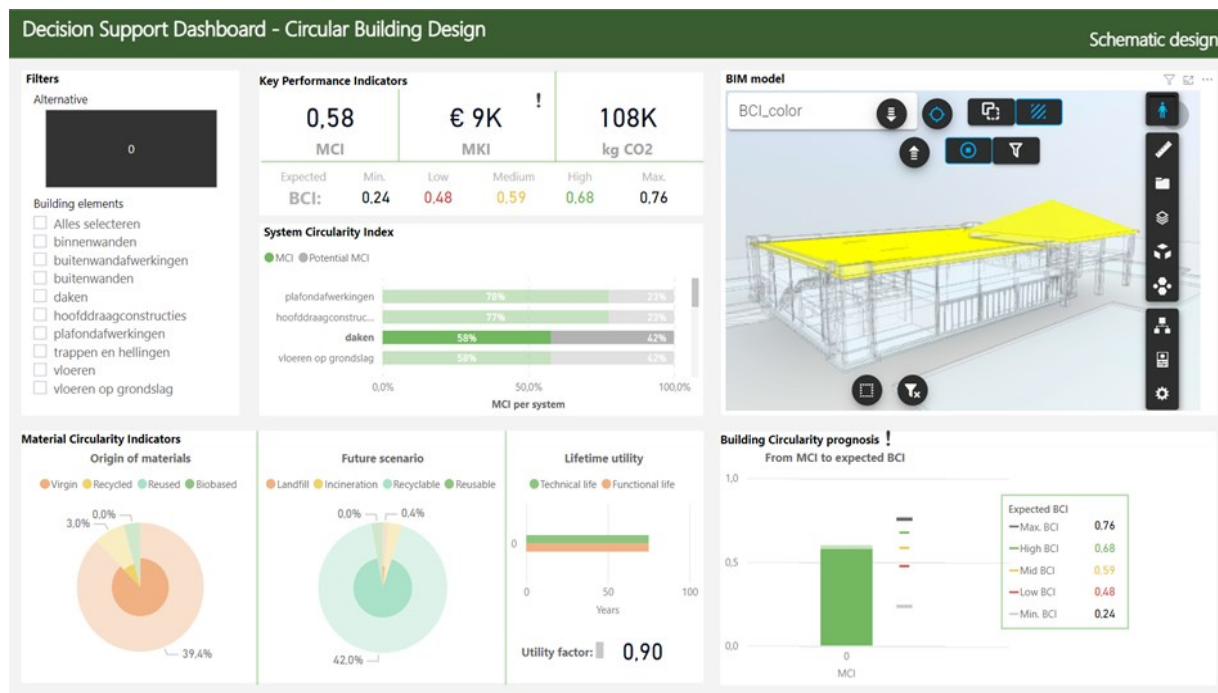 Decision Support Dashboard - Circular Building Design
Schematic design
Filters
Alternative
0
Building elements
Alles selecteren
binnenwanden
buitenwandafwerkingen
buitenwanden
daken
hoofddraagconstructies
plafondafwerkingen
trappen en hellingen
vloeren
vloeren op grondslag
Key Performance Indicators
0,58
MCI
€ 9K
!
MKI
108K
kg CO2
Expected Min. Low Medium High Max.
BCI: 0,24 0,48 0,59 0,68 0,76
System Circularity Index
MCI Potential MCI
plafondafwerkingen 78% 23%
hoofddraagconstruc... 77% 23%
daken 58% 42%
vloeren op grondslag 58% 42%
0,0% 50,0% 100,0%
MCI per system
BIM model
BCI_color
Material Circularity Indicators
Origin of materials
Virgin Recycled Reused Biobased
0,0%
3,0%
39,4%
Future scenario
Landfill Incineration Recyclable Reusable
0,0% 0,4%
42,0%
Lifetime utility
Technical life Functional life
0
0 50 100
Years
Utility factor: 0,90
Building Circularity prognosis !
From MCI to expected BCI
1,0
0,5
0,0
0
MCI
Expected BCI
Max. BCI 0,76
High BCI 0,68
Mid BCI 0,59
Low BCI 0,48
Min. BCI 0,24